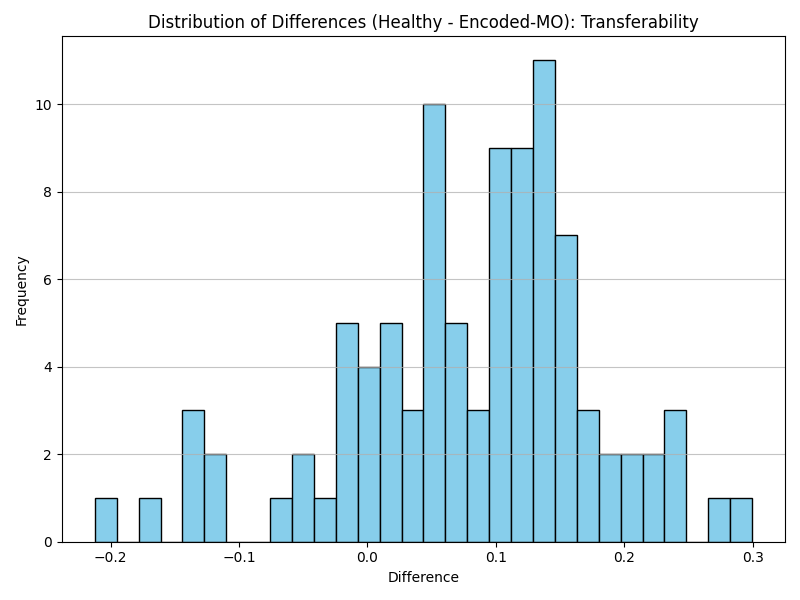 Distribution of Differences (Healthy - Encoded-MO): Transferability
10
8
6
4
2
0
Frequency
−0.2 −0.1 0.0 0.1 0.2 0.3
Difference